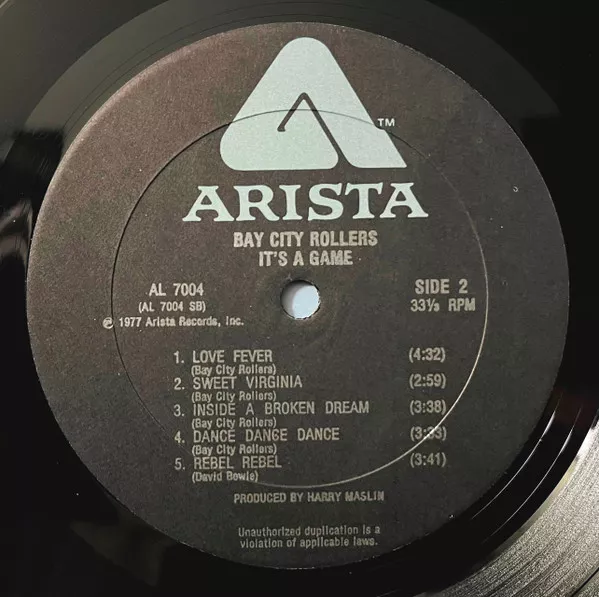 TM
ARISTA
BAY CITY ROLLERS
IT'S A GAME
AL 7004
(AL 7004 SB)
℗ 1977 Arista Records, Inc.
SIDE 2
33⅓ RPM
1. LOVE FEVER (4:32)
(Bay City Rollers)
2. SWEET VIRGINIA (2:59)
(Bay City Rollers)
3. INSIDE A BROKEN DREAM (3:38)
(Bay City Rollers)
4. DANCE DANCE DANCE (3:33)
(Bay City Rollers)
5. REBEL REBEL (3:41)
(David Bowie)
PRODUCED BY HARRY MASLIN
Unauthorized duplication is a
violation of applicable laws.